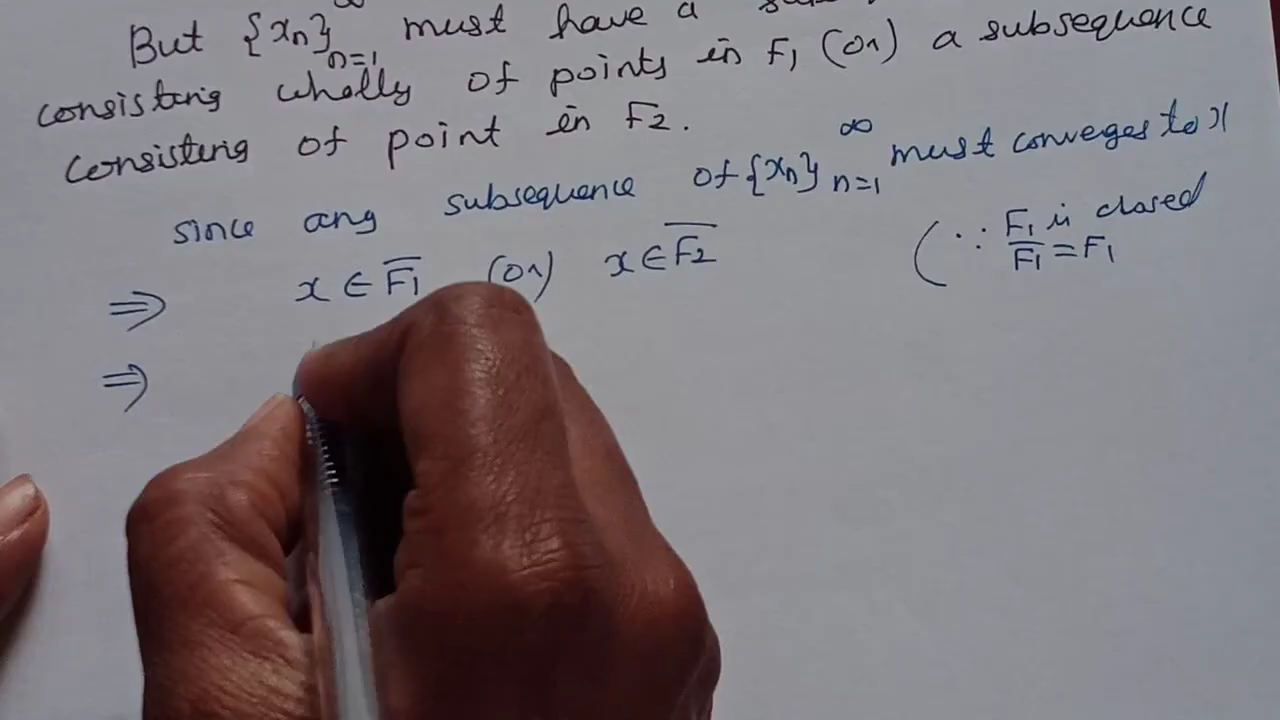 But {xₙ}∞ₙ₌₁ must have a
consisting wholly of points in F₁ (or) a subsequence
consisting of point in F₂.
since any subsequence of {xₙ}∞ₙ₌₁ must converges to x
⇒ x ∈ F̅₁ (or) x ∈ F̅₂ (∵ F₁ is closed
F̅₁ = F₁
⇒